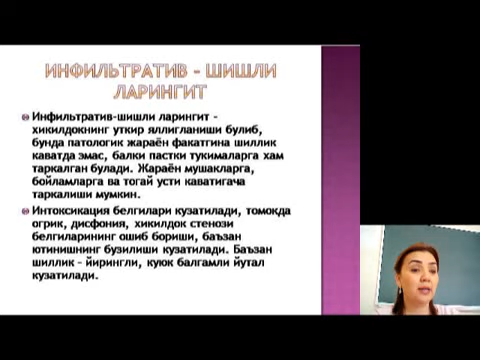 ИНФИЛЬТРАТИВ - ШИШЛИ
ЛАРИНГИТ
Инфильтратив-шишли ларингит -
хикилдокнинг уткир яллигланиши булиб,
бунда патологик жараён факатгина шиллик
каватда эмас, балки пастки тукималарга хам
таркалган булади. Жараён мушакларга,
бойламларга ва тогай усти каватигача
таркалиши мумкин.
Интоксикация белгилари кузатилади, томокда
огрик, дисфония, хикилдок стенози
белгиларининг ошиб бориши, баъзан
ютинишнинг бузилиши кузатилади. Баъзан
шиллик - йирингли, куюк балгамли йутал
кузатилади.